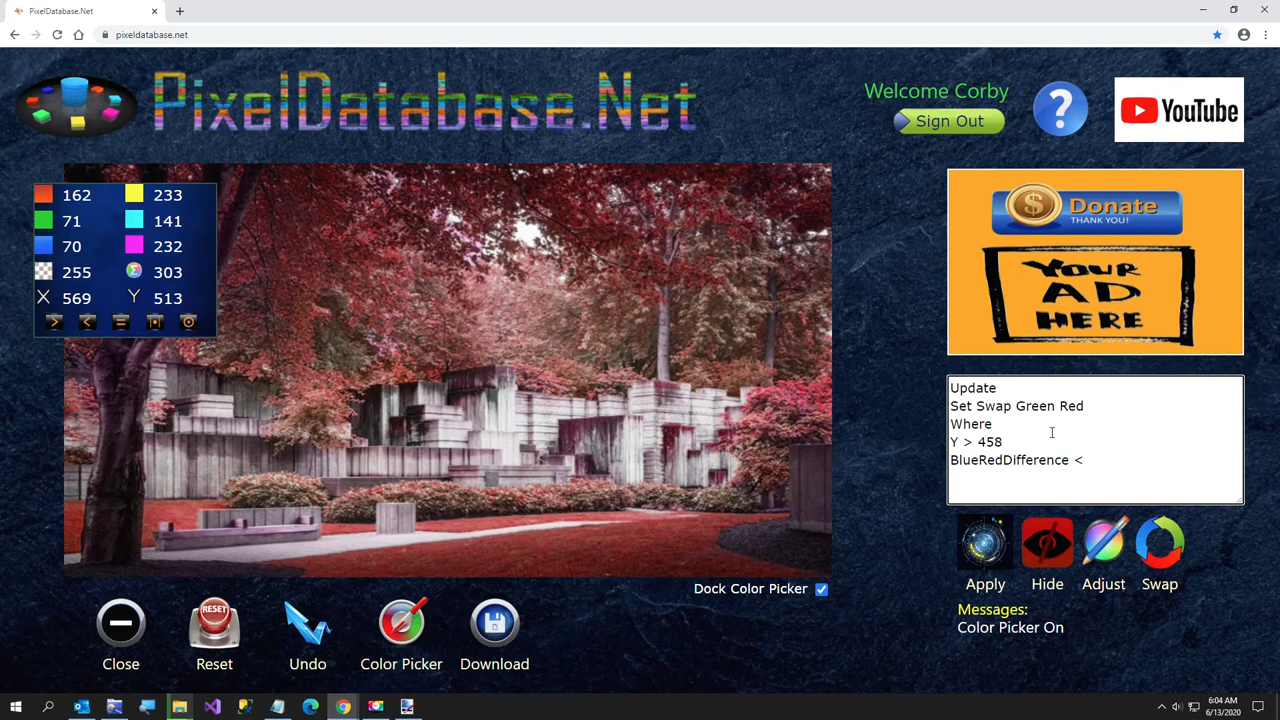 PixelDatabase.Net
pixeldatabase.net
PixelDatabase.Net
Welcome Corby
Sign Out
?
YouTube
162 233
71 141
70 232
255 303
X 569 Y 513
Donate
THANK YOU!
YOUR
AD
HERE
Update
Set Swap Green Red
Where
Y > 458
BlueRedDifference <
Dock Color Picker
Apply Hide Adjust Swap
Messages:
Color Picker On
RESET
Close Reset Undo Color Picker Download
6:04 AM
6/13/2020